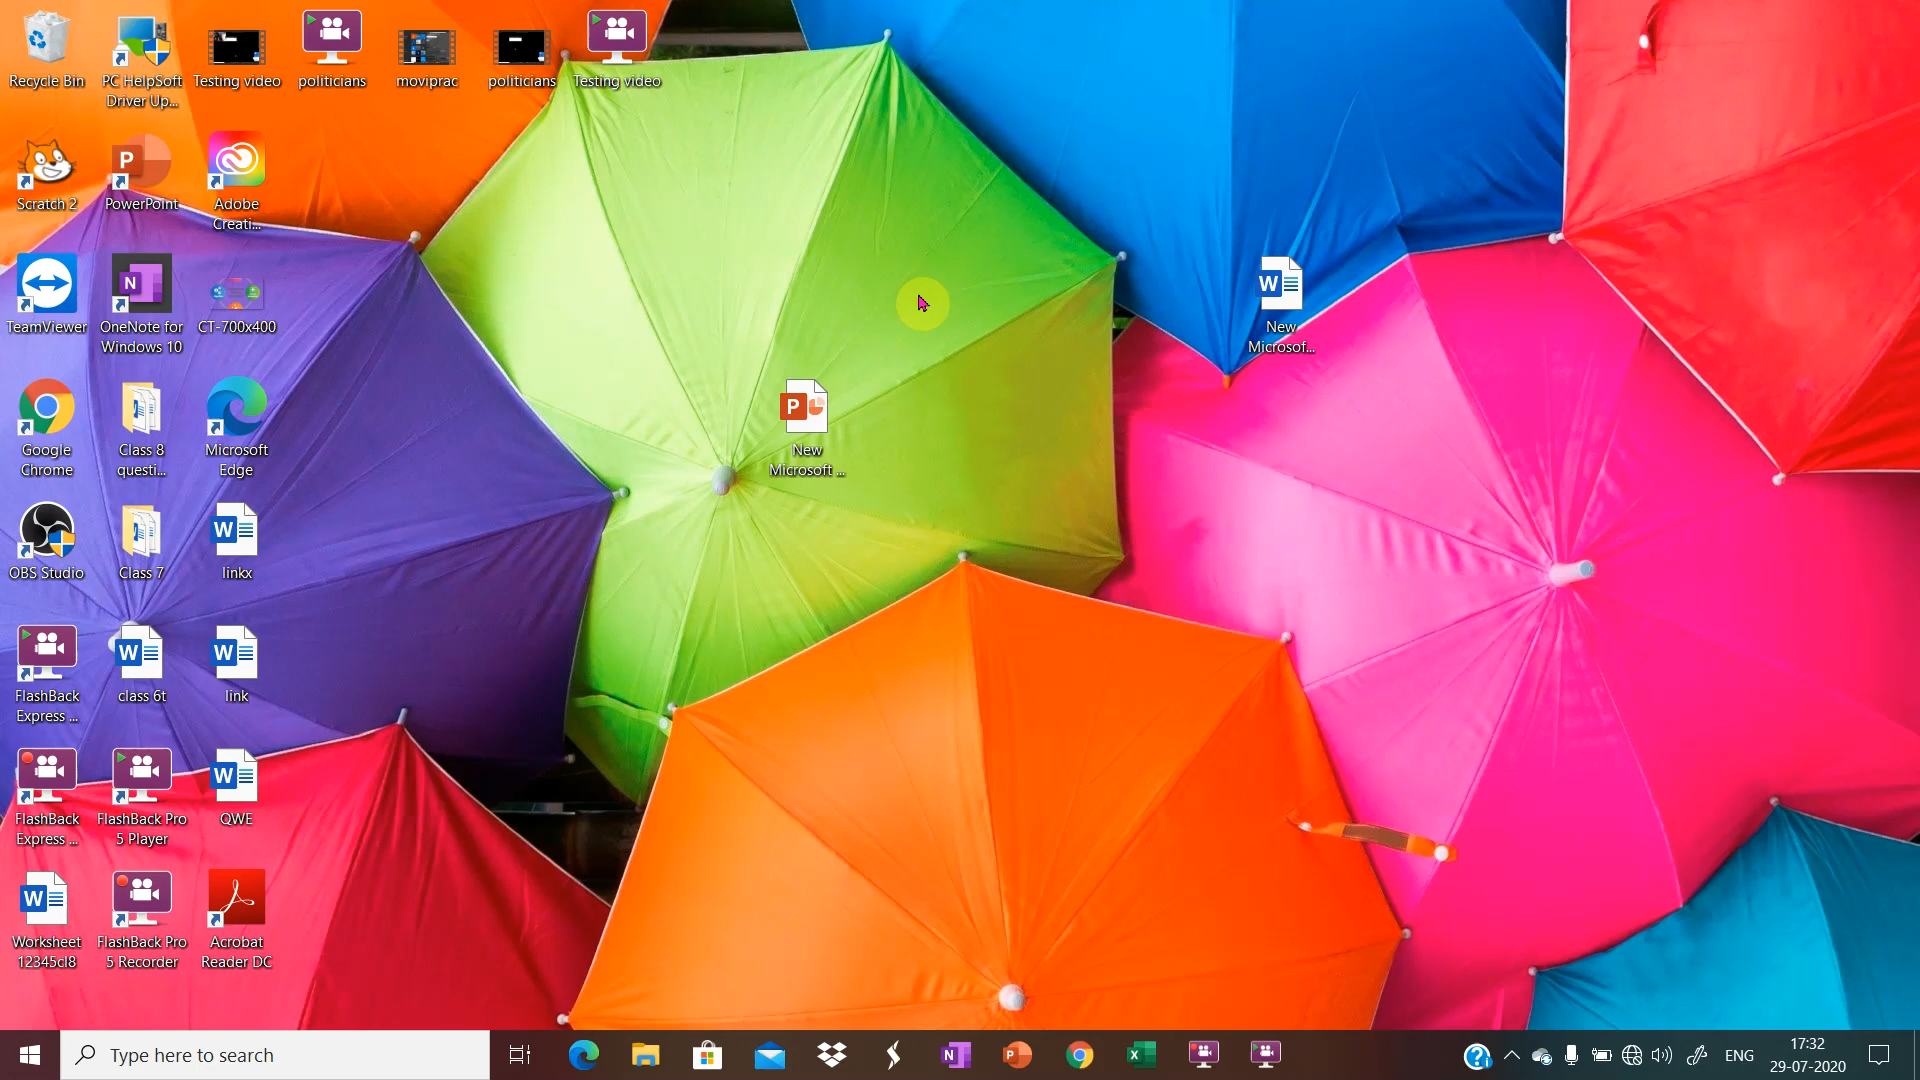 Recycle Bin
PC HelpSoft
Driver Up...
Testing video
politicians
moviprac
politicians
Testing video
Scratch 2
PowerPoint
Adobe
Creati...
TeamViewer
OneNote for
Windows 10
CT-700x400
New
Microsof...
Google
Chrome
Class 8
questi...
Microsoft
Edge
New
Microsoft ...
OBS Studio
Class 7
linkx
FlashBack
Express ...
class 6t
link
FlashBack
Express ...
FlashBack Pro
5 Player
QWE
Worksheet
12345cl8
FlashBack Pro
5 Recorder
Acrobat
Reader DC
Type here to search
ENG
17:32
29-07-2020